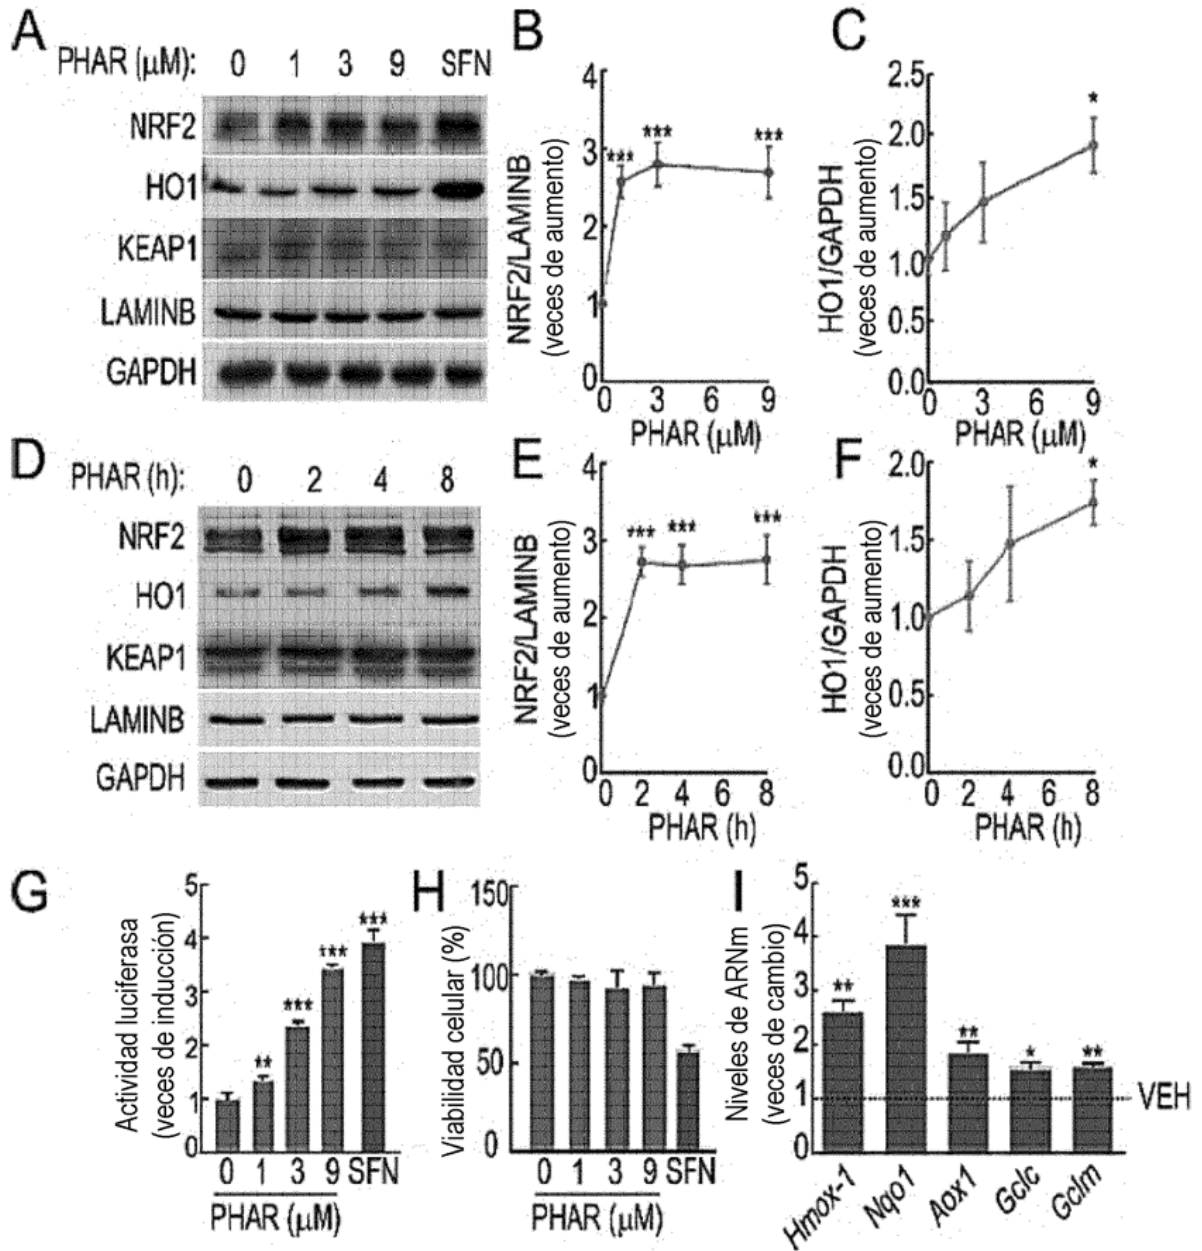 A
PHAR (µM): 0 1 3 9 SFN
NRF2
HO1
KEAP1
LAMINB
GAPDH
B
NRF2/LAMINB
(veces de aumento)
4
3
2
1
0
*** *** ***
0 3 6 9
PHAR (µM)
C
HO1/GAPDH
(veces de aumento)
2.5
2.0
1.5
1.0
0.5
0.0
*
0 3 6 9
PHAR (µM)
D
PHAR (h): 0 2 4 8
NRF2
HO1
KEAP1
LAMINB
GAPDH
E
NRF2/LAMINB
(veces de aumento)
4
3
2
1
0
*** *** ***
0 2 4 6 8
PHAR (h)
F
HO1/GAPDH
(veces de aumento)
2.0
1.5
1.0
0.5
0.0
*
0 2 4 6 8
PHAR (h)
G
Actividad luciferasa
(veces de inducción)
5
4
3
2
1
0
** *** *** ***
0 1 3 9 SFN
PHAR (µM)
H
Viabilidad celular (%)
150
100
50
0
0 1 3 9 SFN
PHAR (µM)
I
Niveles de ARNm
(veces de cambio)
5
4
3
2
1
0
** *** ** * **
VEH
Hmox-1 Nqo1 Aox1 Gclc Gclm